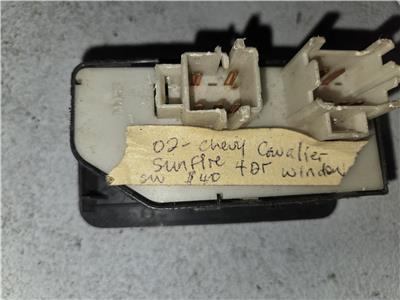 02- Chevy Cavalier
Sunfire 4DR Window
SW $40